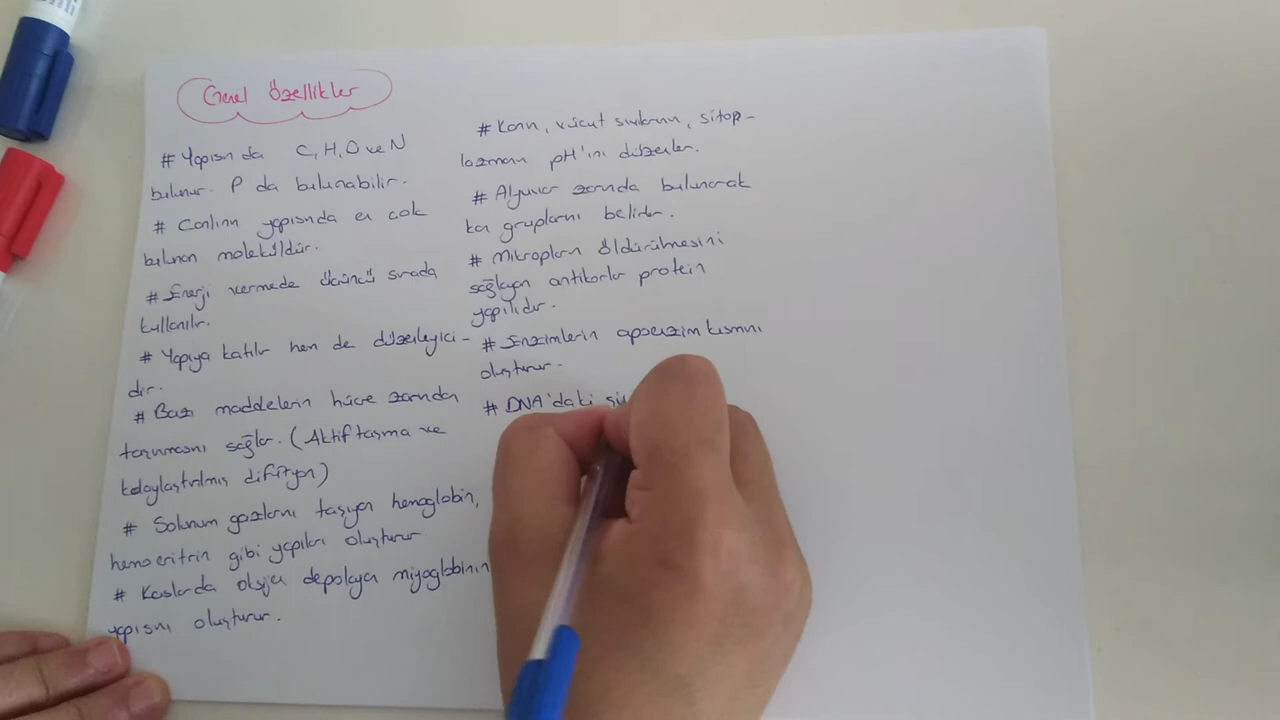 Genel Özellikler
# Yapısında C, H, O ve N
bulunur. P da bulunabilir.
# Canlının yapısında en çok
bulunan moleküldür.
# Enerji vermede üçüncü sırada
kullanılır.
# Yapıya katılır hem de düzenleyici-
dir.
# Bazı maddelerin hücre zarında
taşınmasını sağlar. (Aktif taşıma ve
kolaylaştırılmış difüzyon)
# Solunum gazlarını taşıyan hemoglobin,
hemoeritrin gibi yapıları oluşturur
# Kaslarda oksijen depolayan miyoglobinin
yapısını oluşturur.
# Kanın, vücut sıvılarının, sitop-
lazmanın pH'ını düzenler.
# Alyuvar zarında bulunarak
kan gruplarını belirler.
# Mikropların öldürülmesini
sağlayan antikorlar protein
yapılıdır.
# Enzimlerin apoenzim kısmını
oluşturur.
# DNA'daki